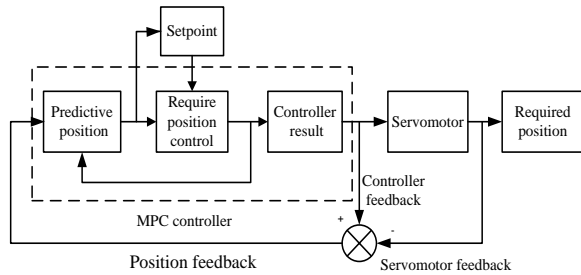 Setpoint
Predictive
position
Require
position
control
Controller
result
Servomotor
Required
position
Controller
feedback
MPC controller
+
-
Position feedback
Servomotor feedback